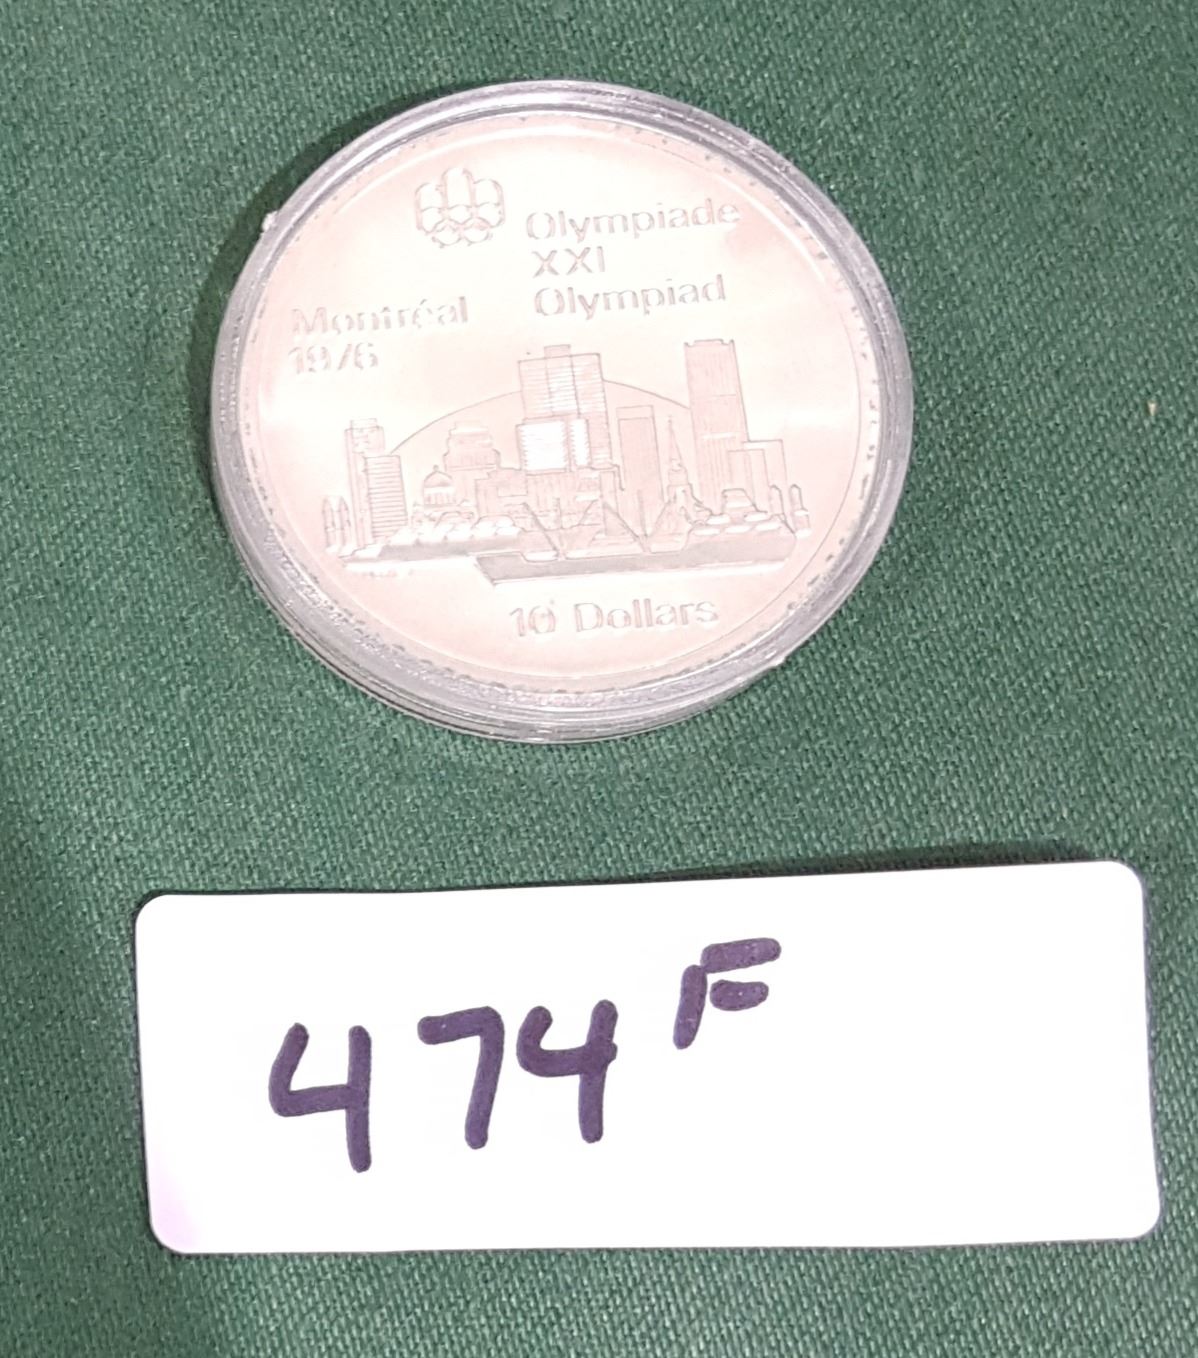 Olympiade
XXI
Olympiad
Montréal
1976
10 Dollars
474F